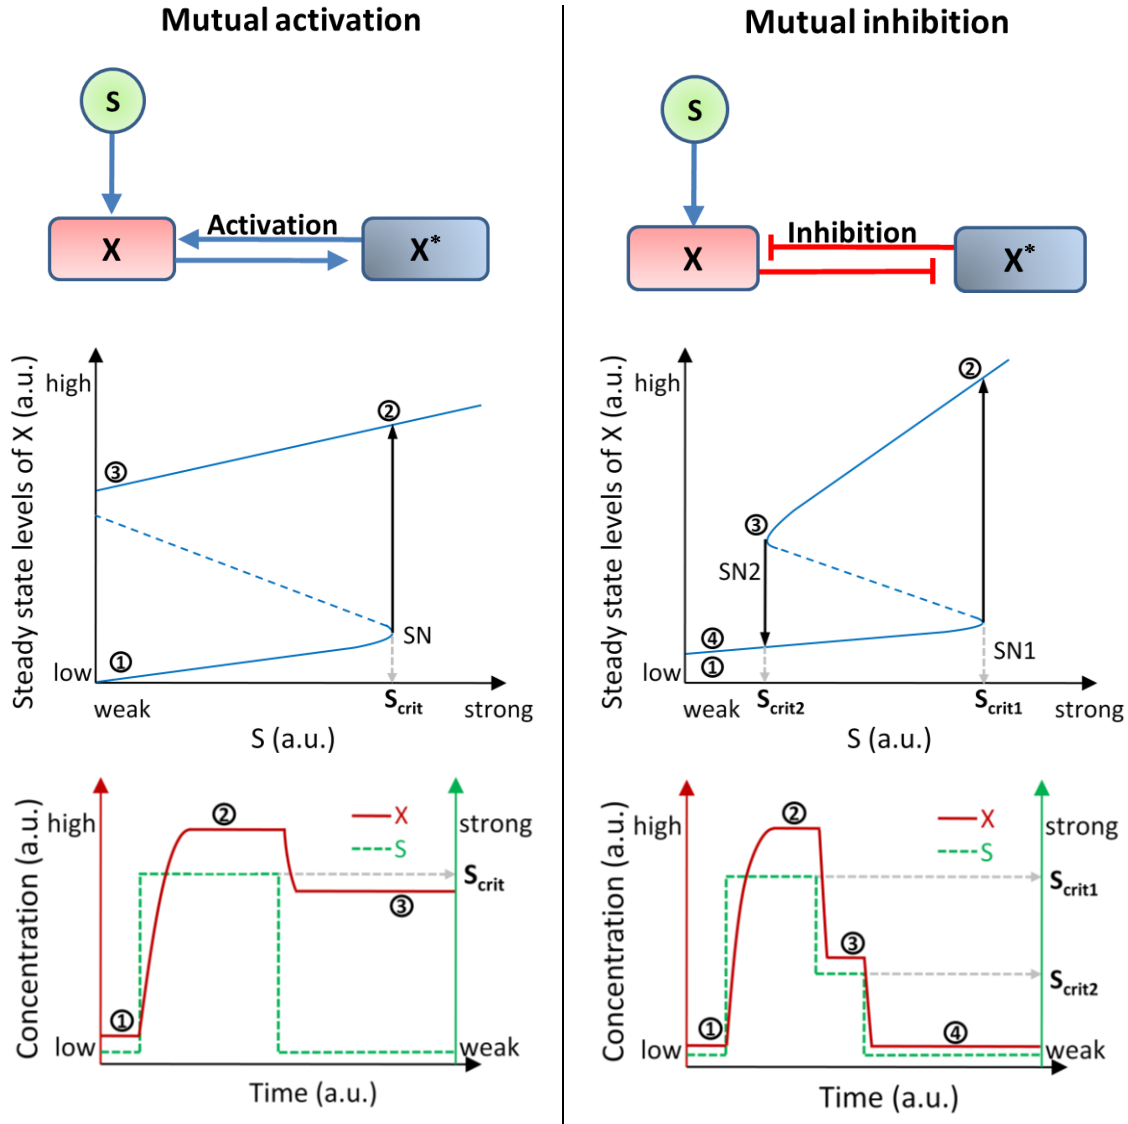 Mutual activation
S
Activation
X
X*
Steady state levels of X (a.u.)
high
②
③
SN
low
①
weak
Scrit
strong
S (a.u.)
Concentration (a.u.)
high
②
X
strong
S
Scrit
③
①
low
weak
Time (a.u.)
Mutual inhibition
S
Inhibition
X
X*
Steady state levels of X (a.u.)
②
high
③
SN2
④
SN1
low
①
weak
Scrit2
Scrit1
strong
S (a.u.)
Concentration (a.u.)
high
②
X
strong
S
Scrit1
③
Scrit2
①
④
low
weak
Time (a.u.)